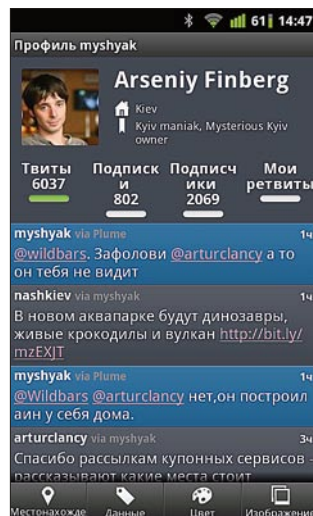 61 14:47
Профиль myshyak
Arseniy Finberg
Kiev
Kyiv maniak, Mysterious Kyiv
owner
Твиты
6037
Подписк
и
802
Подписч
ики
2069
Мои
ретвиты
myshyak via Plume 1ч
@wildbars. Зафолови @arturclancy а то
он тебя не видит
nashkiev via myshyak 1ч
В новом аквапарке будут динозавры,
живые крокодилы и вулкан http://bit.ly/
mzEXJT
myshyak via Plume 1ч
@Wildbars @arturclancy нет,он построил
аин у себя дома.
arturclancy via myshyak 3ч
Спасибо рассылкам купонных сервисов -
рассказывают какие места стоит
Местонахожде Данные Цвет Изображение